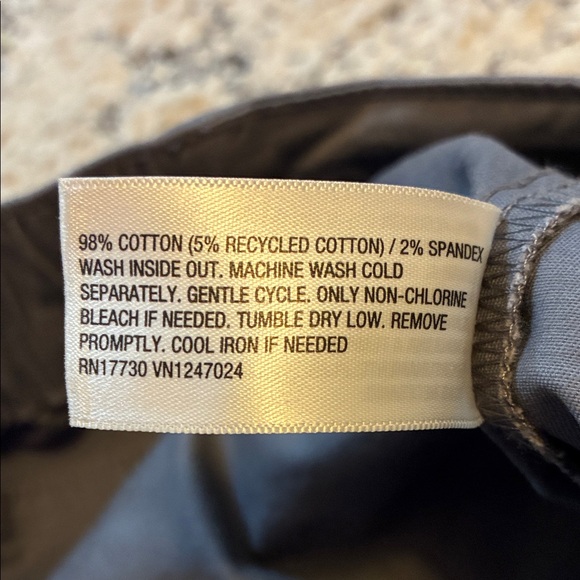 98% COTTON (5% RECYCLED COTTON) / 2% SPANDEX
WASH INSIDE OUT. MACHINE WASH COLD
SEPARATELY. GENTLE CYCLE. ONLY NON-CHLORINE
BLEACH IF NEEDED. TUMBLE DRY LOW. REMOVE
PROMPTLY. COOL IRON IF NEEDED
RN17730 VN1247024